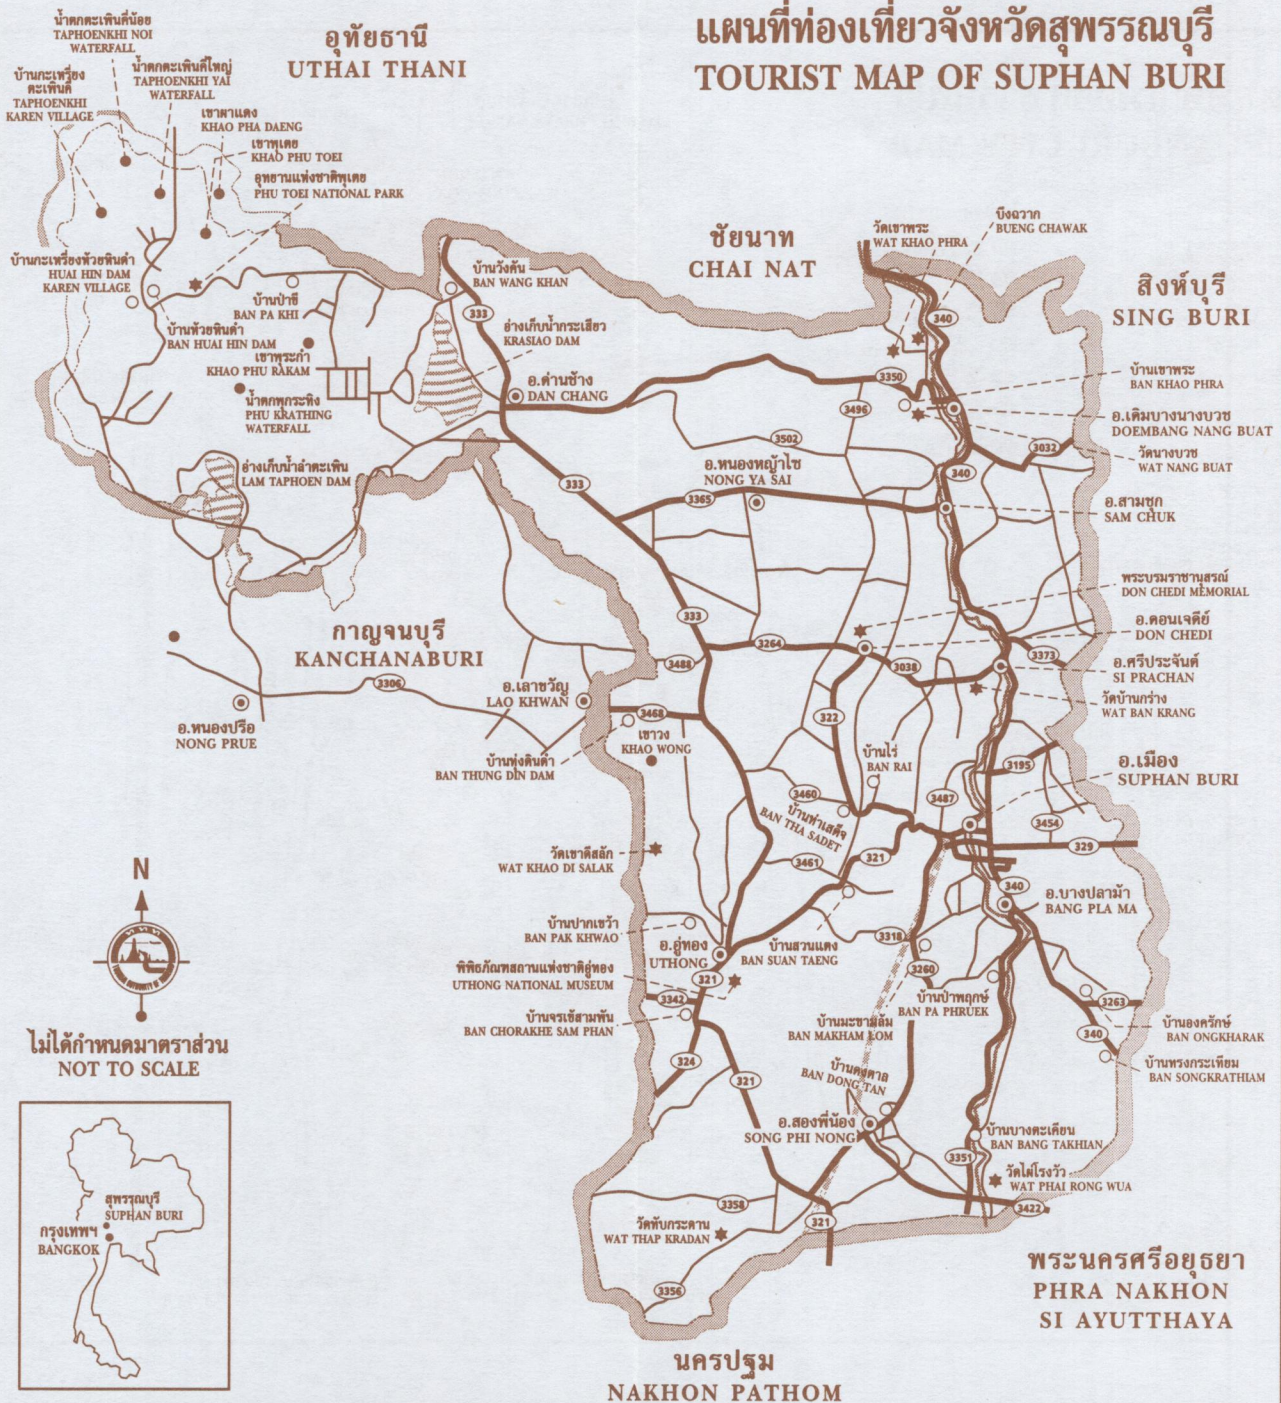 แผนที่ท่องเที่ยวจังหวัดสุพรรณบุรี
TOURIST MAP OF SUPHAN BURI
น้ำตกตะเพินคี่น้อย
TAPHOENKHI NOI
WATERFALL
อุทัยธานี
UTHAI THANI
น้ำตกตะเพินคี่ใหญ่
TAPHOENKHI YAI
WATERFALL
บ้านกะเหรี่ยง
ตะเพินคี่
TAPHOENKHI
KAREN VILLAGE
เขาผาแดง
KHAO PHA DAENG
เขาพุเตย
KHAO PHU TOEI
อุทยานแห่งชาติพุเตย
PHU TOEI NATIONAL PARK
บ้านกะเหรี่ยงห้วยหินดำ
HUAI HIN DAM
KAREN VILLAGE
บ้านป่าขี
BAN PA KHI
บ้านห้วยหินดำ
BAN HUAI HIN DAM
เขาพุระกำ
KHAO PHU RAKAM
น้ำตกพุกระทิง
PHU KRATHING
WATERFALL
บ้านวังคัน
BAN WANG KHAN
333
อ่างเก็บน้ำกระเสียว
KRASIAO DAM
อ.ด่านช้าง
DAN CHANG
อ่างเก็บน้ำลำตะเพิน
LAM TAPHOEN DAM
ชัยนาท
CHAI NAT
วัดเขาพระ
WAT KHAO PHRA
บึงฉวาก
BUENG CHAWAK
สิงห์บุรี
SING BURI
340
3350
3496
บ้านเขาพระ
BAN KHAO PHRA
อ.เดิมบางนางบวช
DOEMBANG NANG BUAT
3502
3032
วัดนางบวช
WAT NANG BUAT
อ.หนองหญ้าไซ
NONG YA SAI
340
333
3365
อ.สามชุก
SAM CHUK
พระบรมราชานุสรณ์
DON CHEDI MEMORIAL
อ.ดอนเจดีย์
DON CHEDI
333
3264
3038
3373
อ.ศรีประจันต์
SI PRACHAN
กาญจนบุรี
KANCHANABURI
3488
3306
อ.เลาขวัญ
LAO KHWAN
3468
วัดบ้านกร่าง
WAT BAN KRANG
อ.หนองปรือ
NONG PRUE
เขาวง
KHAO WONG
322
บ้านทุ่งดินดำ
BAN THUNG DIN DAM
บ้านไร่
BAN RAI
3195
อ.เมือง
SUPHAN BURI
3460
3487
บ้านท่าเสด็จ
BAN THA SADET
3454
329
วัดเขาดีสลัก
WAT KHAO DI SALAK
3461
321
340
อ.บางปลาม้า
BANG PLA MA
N
บ้านปากเขว้า
BAN PAK KHWAO
อ.อู่ทอง
UTHONG
บ้านสวนแตง
BAN SUAN TAENG
3318
3260
พิพิธภัณฑสถานแห่งชาติอู่ทอง
UTHONG NATIONAL MUSEUM
321
3342
บ้านป่าพฤกษ์
BAN PA PHRUEK
3263
บ้านจรเข้สามพัน
BAN CHORAKHE SAM PHAN
บ้านมะขามล้ม
BAN MAKHAM LOM
340
บ้านองครักษ์
BAN ONGKHARAK
ไม่ได้กำหนดมาตราส่วน
NOT TO SCALE
324
321
บ้านดงตาล
BAN DONG TAN
บ้านทรงกระเทียม
BAN SONGKRATHIAM
อ.สองพี่น้อง
SONG PHI NONG
บ้านบางตะเคียน
BAN BANG TAKHIAN
3351
วัดไผ่โรงวัว
WAT PHAI RONG WUA
3358
321
3422
วัดทับกระดาน
WAT THAP KRADAN
3356
สุพรรณบุรี
SUPHAN BURI
กรุงเทพฯ
BANGKOK
พระนครศรีอยุธยา
PHRA NAKHON
SI AYUTTHAYA
นครปฐม
NAKHON PATHOM